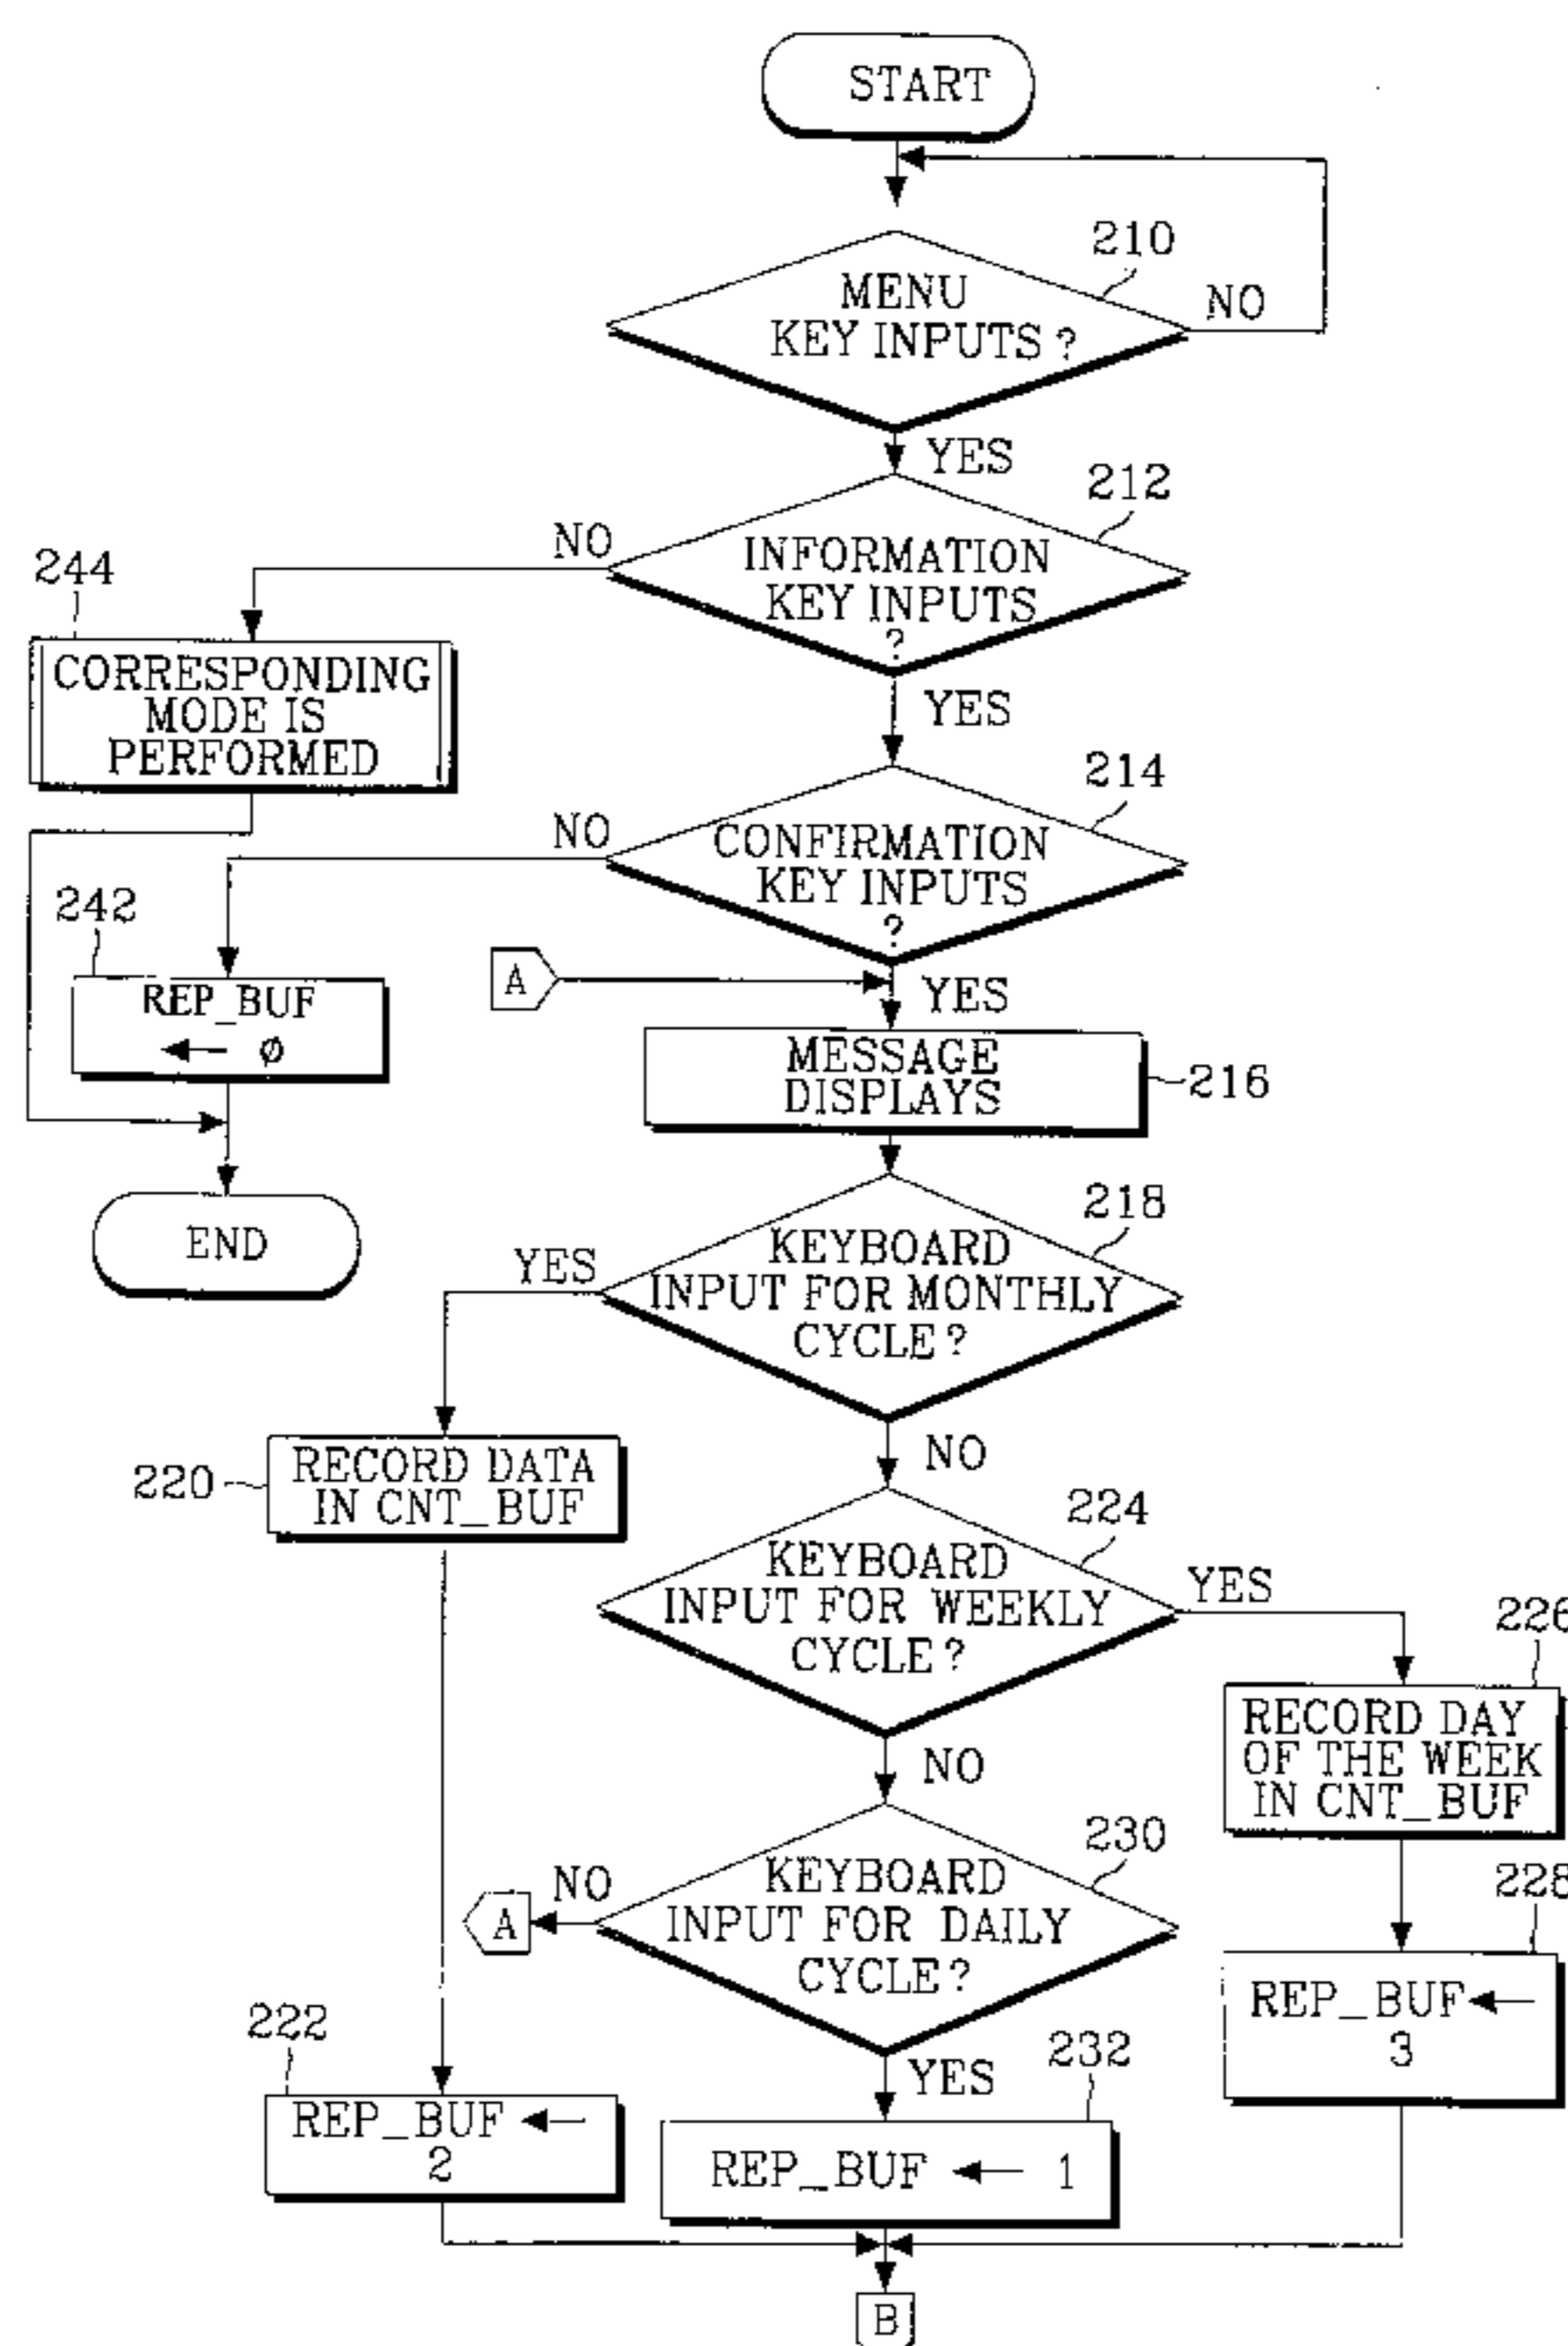 START
210
MENU
KEY INPUTS ?
NO
YES
212
INFORMATION
KEY INPUTS
?
NO
244
CORRESPONDING
MODE IS
PERFORMED
YES
214
CONFIRMATION
KEY INPUTS
?
NO
242
REP_BUF
← ø
END
A
YES
MESSAGE
DISPLAYS
216
218
KEYBOARD
INPUT FOR MONTHLY
CYCLE ?
YES
220
RECORD DATA
IN CNT_BUF
NO
224
KEYBOARD
INPUT FOR WEEKLY
CYCLE ?
YES
226
RECORD DAY
OF THE WEEK
IN CNT_BUF
NO
230
KEYBOARD
INPUT FOR DAILY
CYCLE ?
NO
A
228
REP_BUF ←
3
222
REP_BUF ←
2
YES
232
REP_BUF ← 1
B